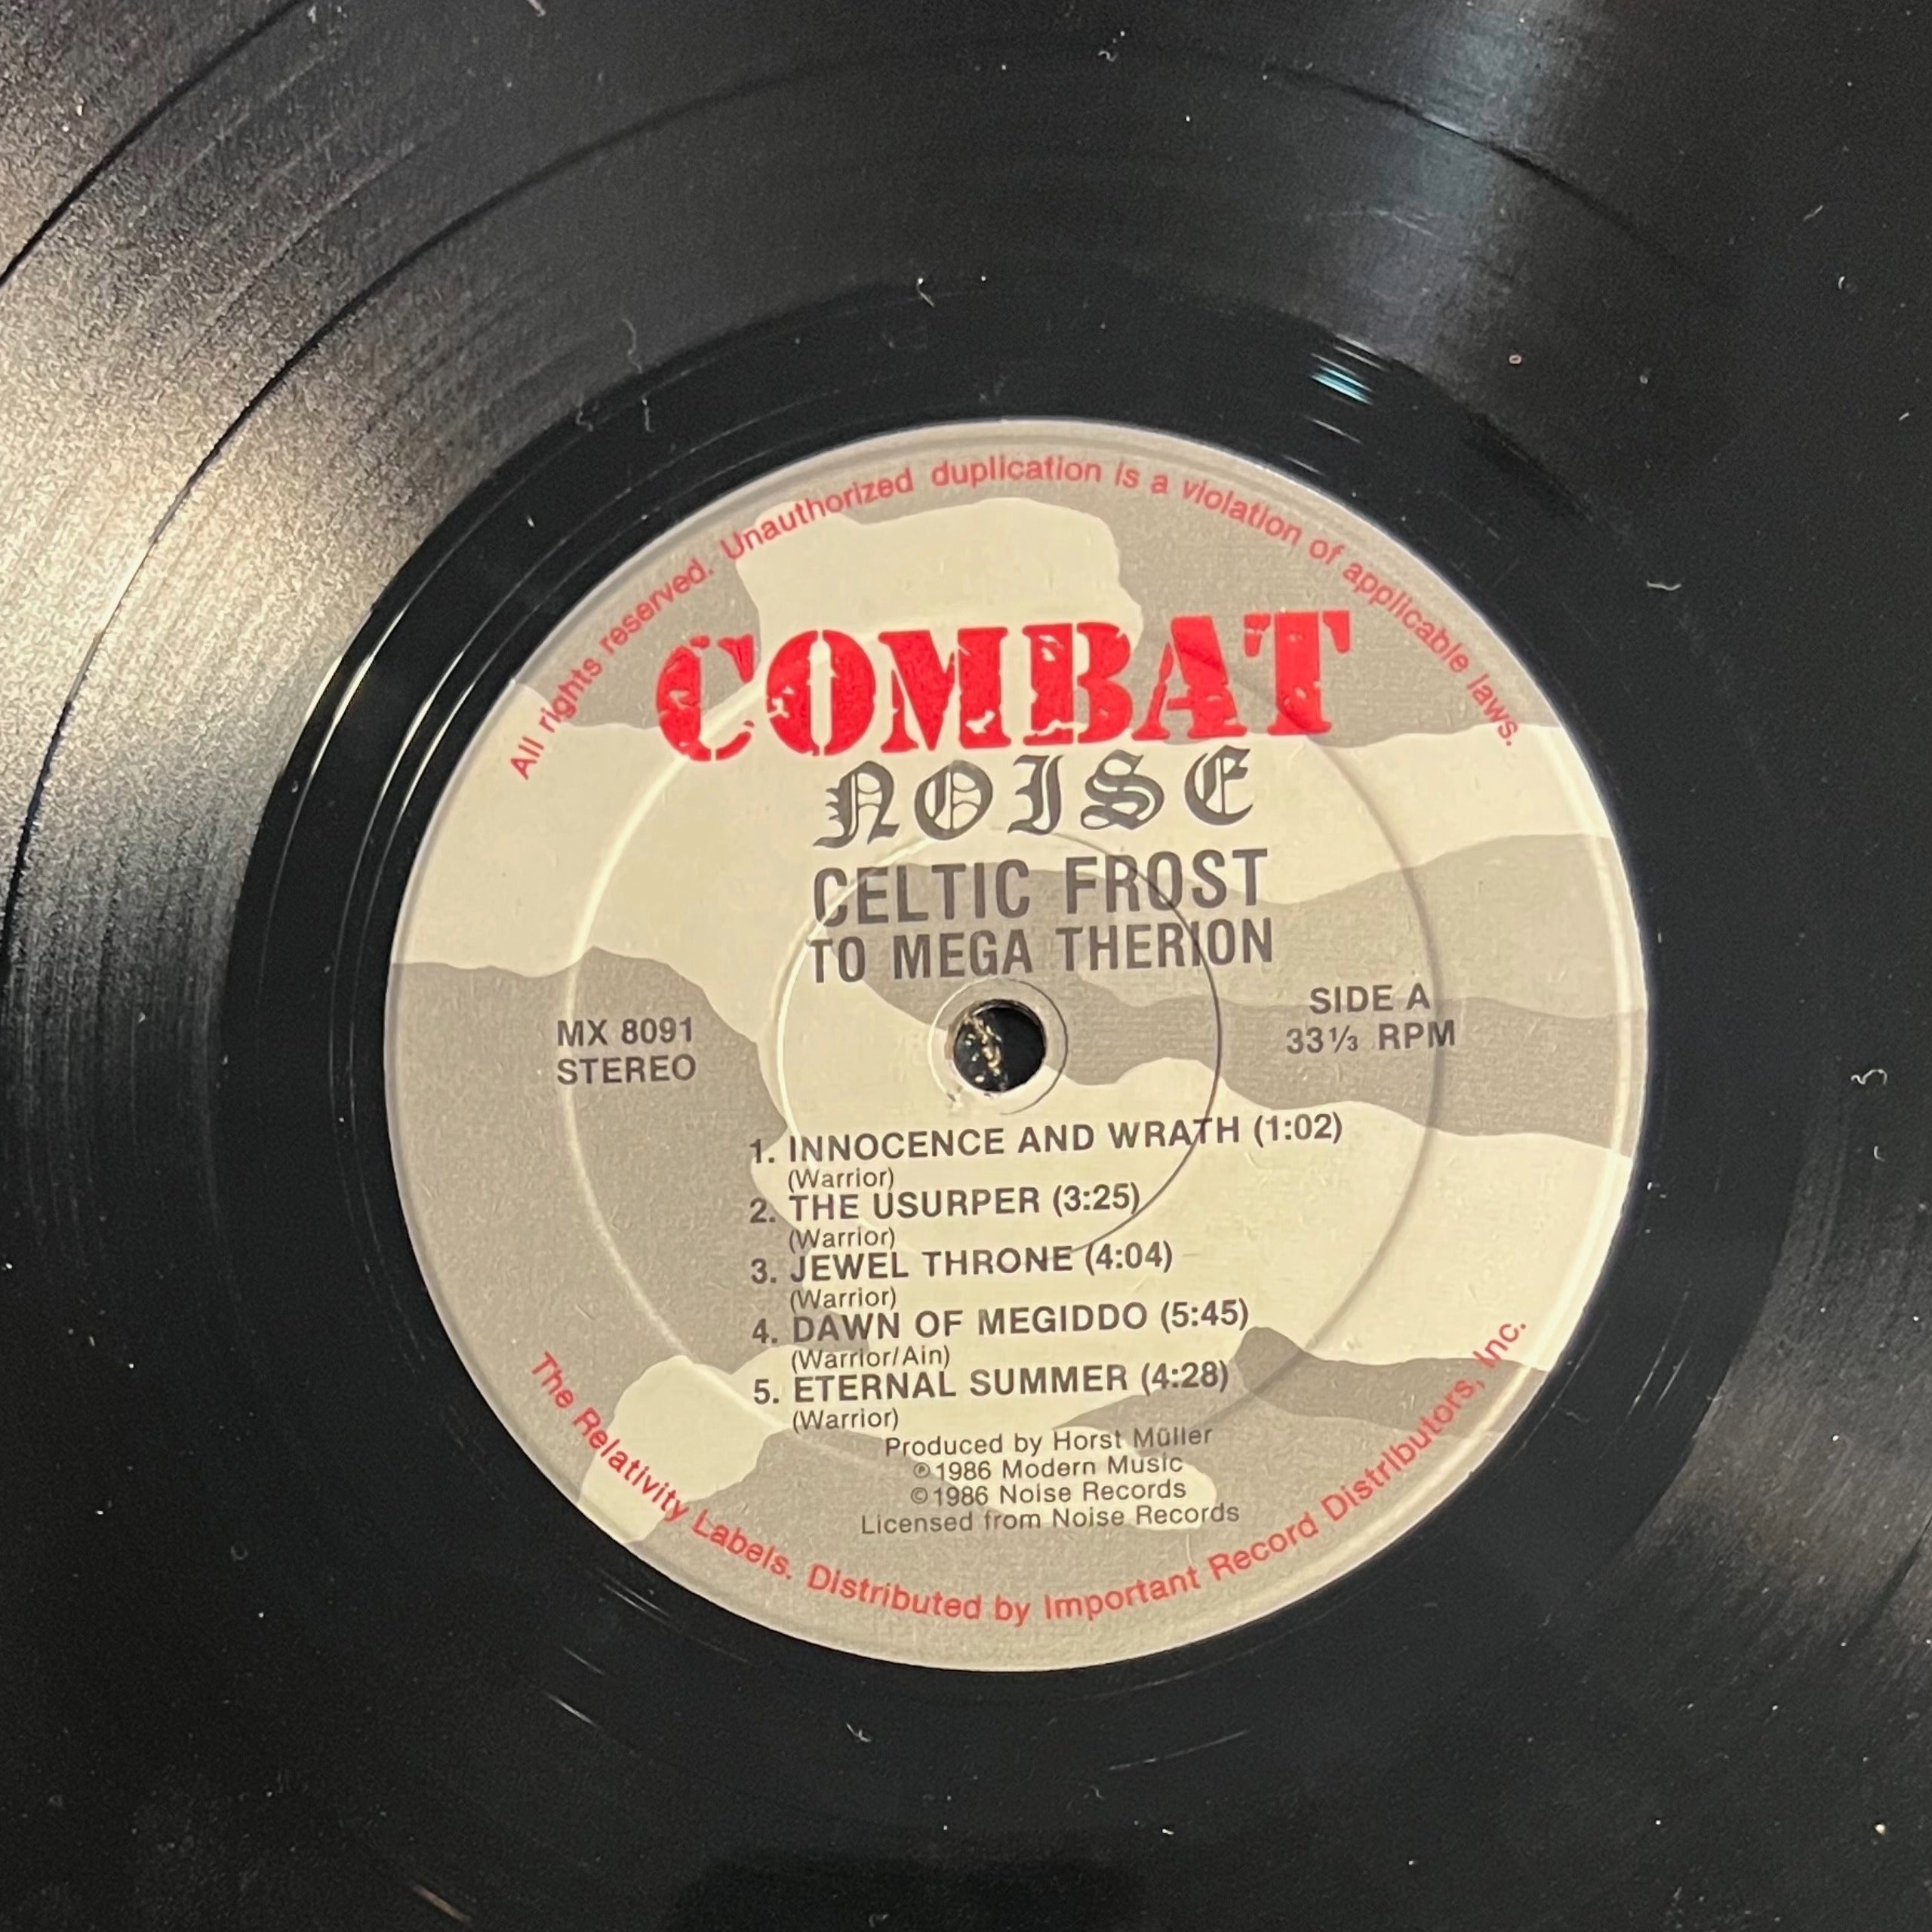 All rights reserved. Unauthorized duplication is a violation of applicable laws.
COMBAT
NOISE
CELTIC FROST
TO MEGA THERION
MX 8091
STEREO
SIDE A
33⅓ RPM
1. INNOCENCE AND WRATH (1:02)
(Warrior)
2. THE USURPER (3:25)
(Warrior)
3. JEWEL THRONE (4:04)
(Warrior)
4. DAWN OF MEGIDDO (5:45)
(Warrior/Ain)
5. ETERNAL SUMMER (4:28)
(Warrior)
Produced by Horst Müller
℗1986 Modern Music
©1986 Noise Records
Licensed from Noise Records
The Relativity Labels. Distributed by Important Record Distributors, Inc.